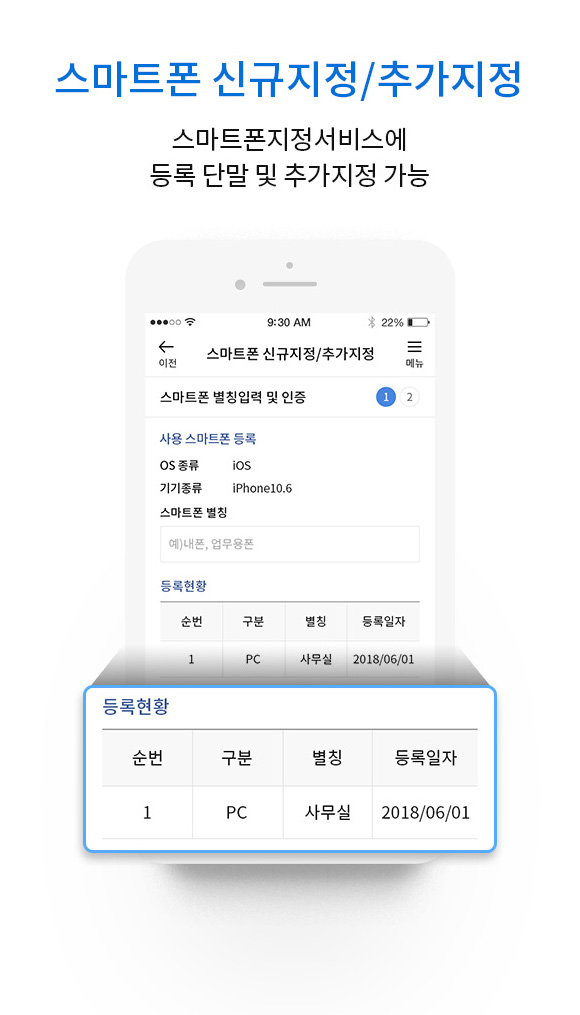 스마트폰 신규지정/추가지정
스마트폰지정서비스에
등록 단말 및 추가지정 가능
9:30 AM 22%
이전 스마트폰 신규지정/추가지정 메뉴
스마트폰 별칭입력 및 인증 1 2
사용 스마트폰 등록
OS 종류 iOS
기기종류 iPhone10.6
스마트폰 별칭
예)내폰, 업무용폰
등록현황
순번 구분 별칭 등록일자
1 PC 사무실 2018/06/01
등록현황
순번 구분 별칭 등록일자
1 PC 사무실 2018/06/01